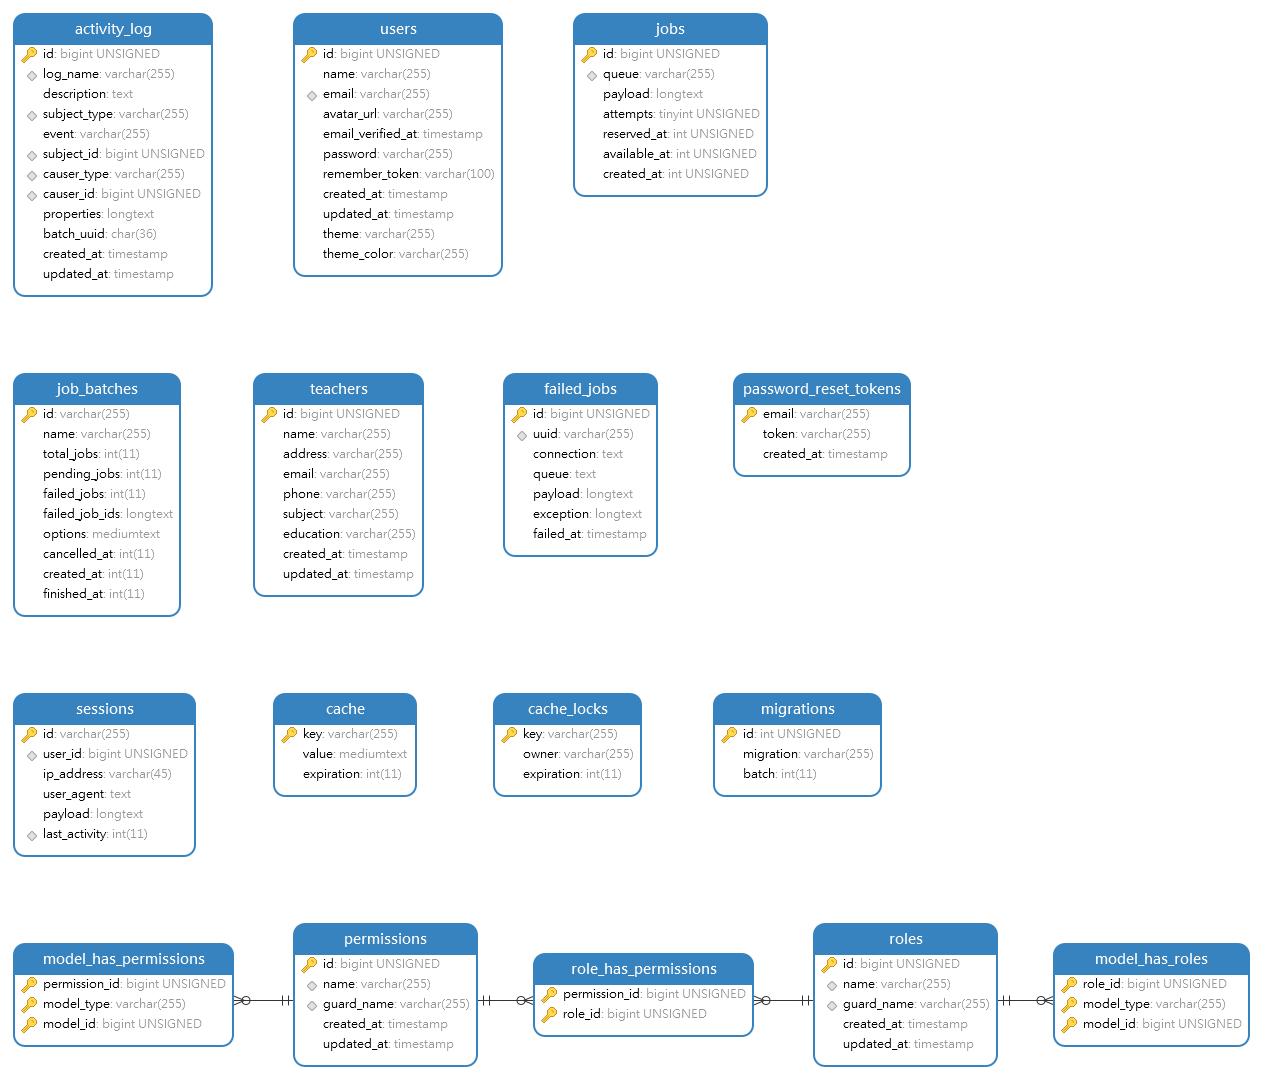 activity_log
id: bigint UNSIGNED
log_name: varchar(255)
description: text
subject_type: varchar(255)
event: varchar(255)
subject_id: bigint UNSIGNED
causer_type: varchar(255)
causer_id: bigint UNSIGNED
properties: longtext
batch_uuid: char(36)
created_at: timestamp
updated_at: timestamp
users
id: bigint UNSIGNED
name: varchar(255)
email: varchar(255)
avatar_url: varchar(255)
email_verified_at: timestamp
password: varchar(255)
remember_token: varchar(100)
created_at: timestamp
updated_at: timestamp
theme: varchar(255)
theme_color: varchar(255)
jobs
id: bigint UNSIGNED
queue: varchar(255)
payload: longtext
attempts: tinyint UNSIGNED
reserved_at: int UNSIGNED
available_at: int UNSIGNED
created_at: int UNSIGNED
job_batches
id: varchar(255)
name: varchar(255)
total_jobs: int(11)
pending_jobs: int(11)
failed_jobs: int(11)
failed_job_ids: longtext
options: mediumtext
cancelled_at: int(11)
created_at: int(11)
finished_at: int(11)
teachers
id: bigint UNSIGNED
name: varchar(255)
address: varchar(255)
email: varchar(255)
phone: varchar(255)
subject: varchar(255)
education: varchar(255)
created_at: timestamp
updated_at: timestamp
failed_jobs
id: bigint UNSIGNED
uuid: varchar(255)
connection: text
queue: text
payload: longtext
exception: longtext
failed_at: timestamp
password_reset_tokens
email: varchar(255)
token: varchar(255)
created_at: timestamp
sessions
id: varchar(255)
user_id: bigint UNSIGNED
ip_address: varchar(45)
user_agent: text
payload: longtext
last_activity: int(11)
cache
key: varchar(255)
value: mediumtext
expiration: int(11)
cache_locks
key: varchar(255)
owner: varchar(255)
expiration: int(11)
migrations
id: int UNSIGNED
migration: varchar(255)
batch: int(11)
model_has_permissions
permission_id: bigint UNSIGNED
model_type: varchar(255)
model_id: bigint UNSIGNED
permissions
id: bigint UNSIGNED
name: varchar(255)
guard_name: varchar(255)
created_at: timestamp
updated_at: timestamp
role_has_permissions
permission_id: bigint UNSIGNED
role_id: bigint UNSIGNED
roles
id: bigint UNSIGNED
name: varchar(255)
guard_name: varchar(255)
created_at: timestamp
updated_at: timestamp
model_has_roles
role_id: bigint UNSIGNED
model_type: varchar(255)
model_id: bigint UNSIGNED